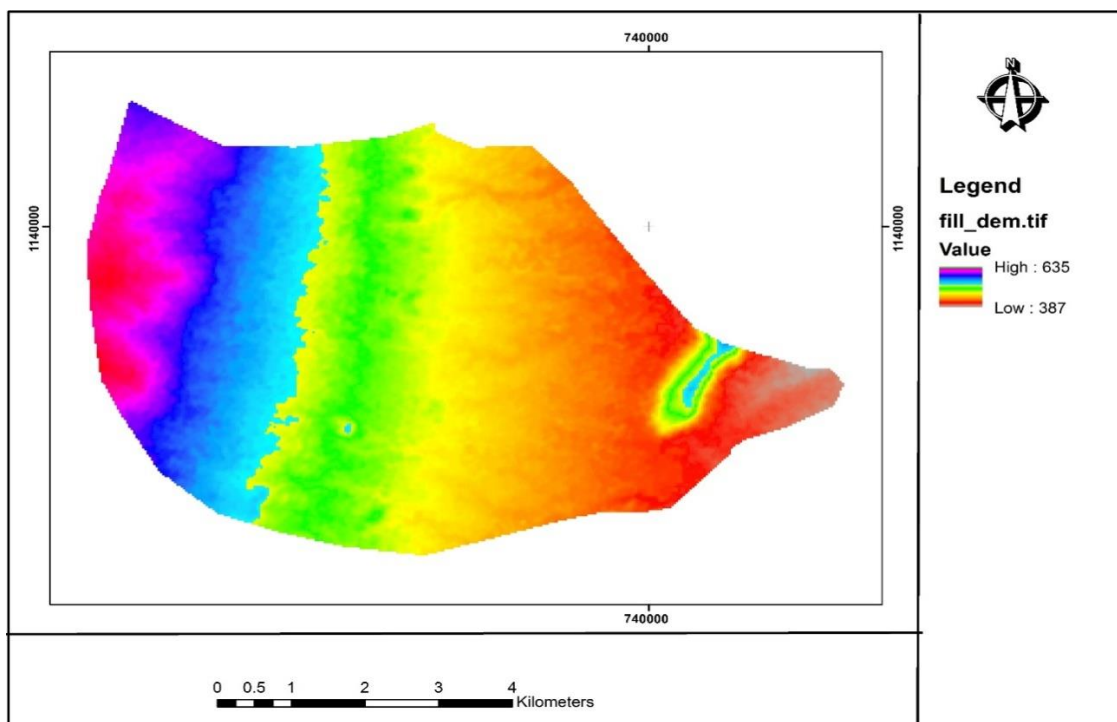 740000
N
1140000
1140000
Legend
fill_dem.tif
Value
High : 635
Low : 387
740000
0 0.5 1 2 3 4
Kilometers